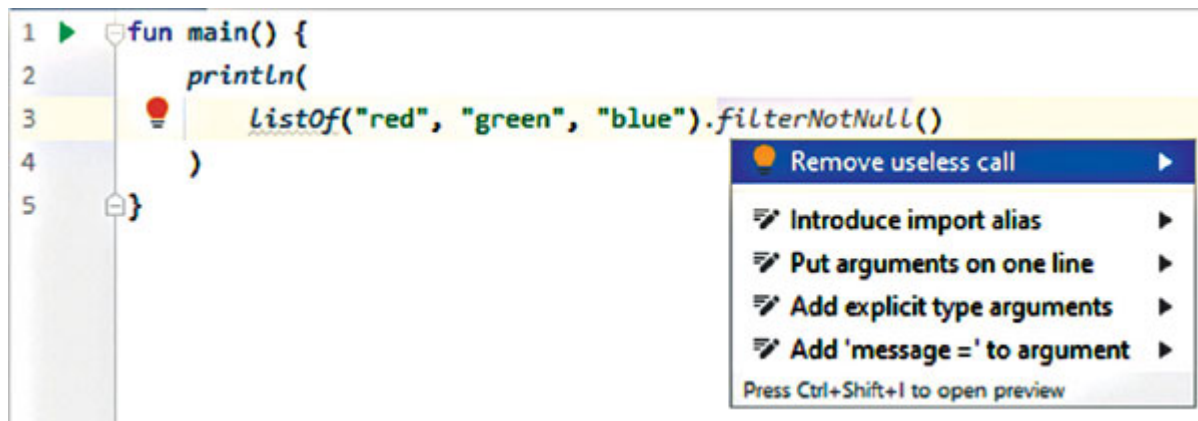 1 fun main() {
2 println(
3 listOf("red", "green", "blue").filterNotNull()
4 )
5 }
Remove useless call
Introduce import alias
Put arguments on one line
Add explicit type arguments
Add 'message =' to argument
Press Ctrl+Shift+I to open preview